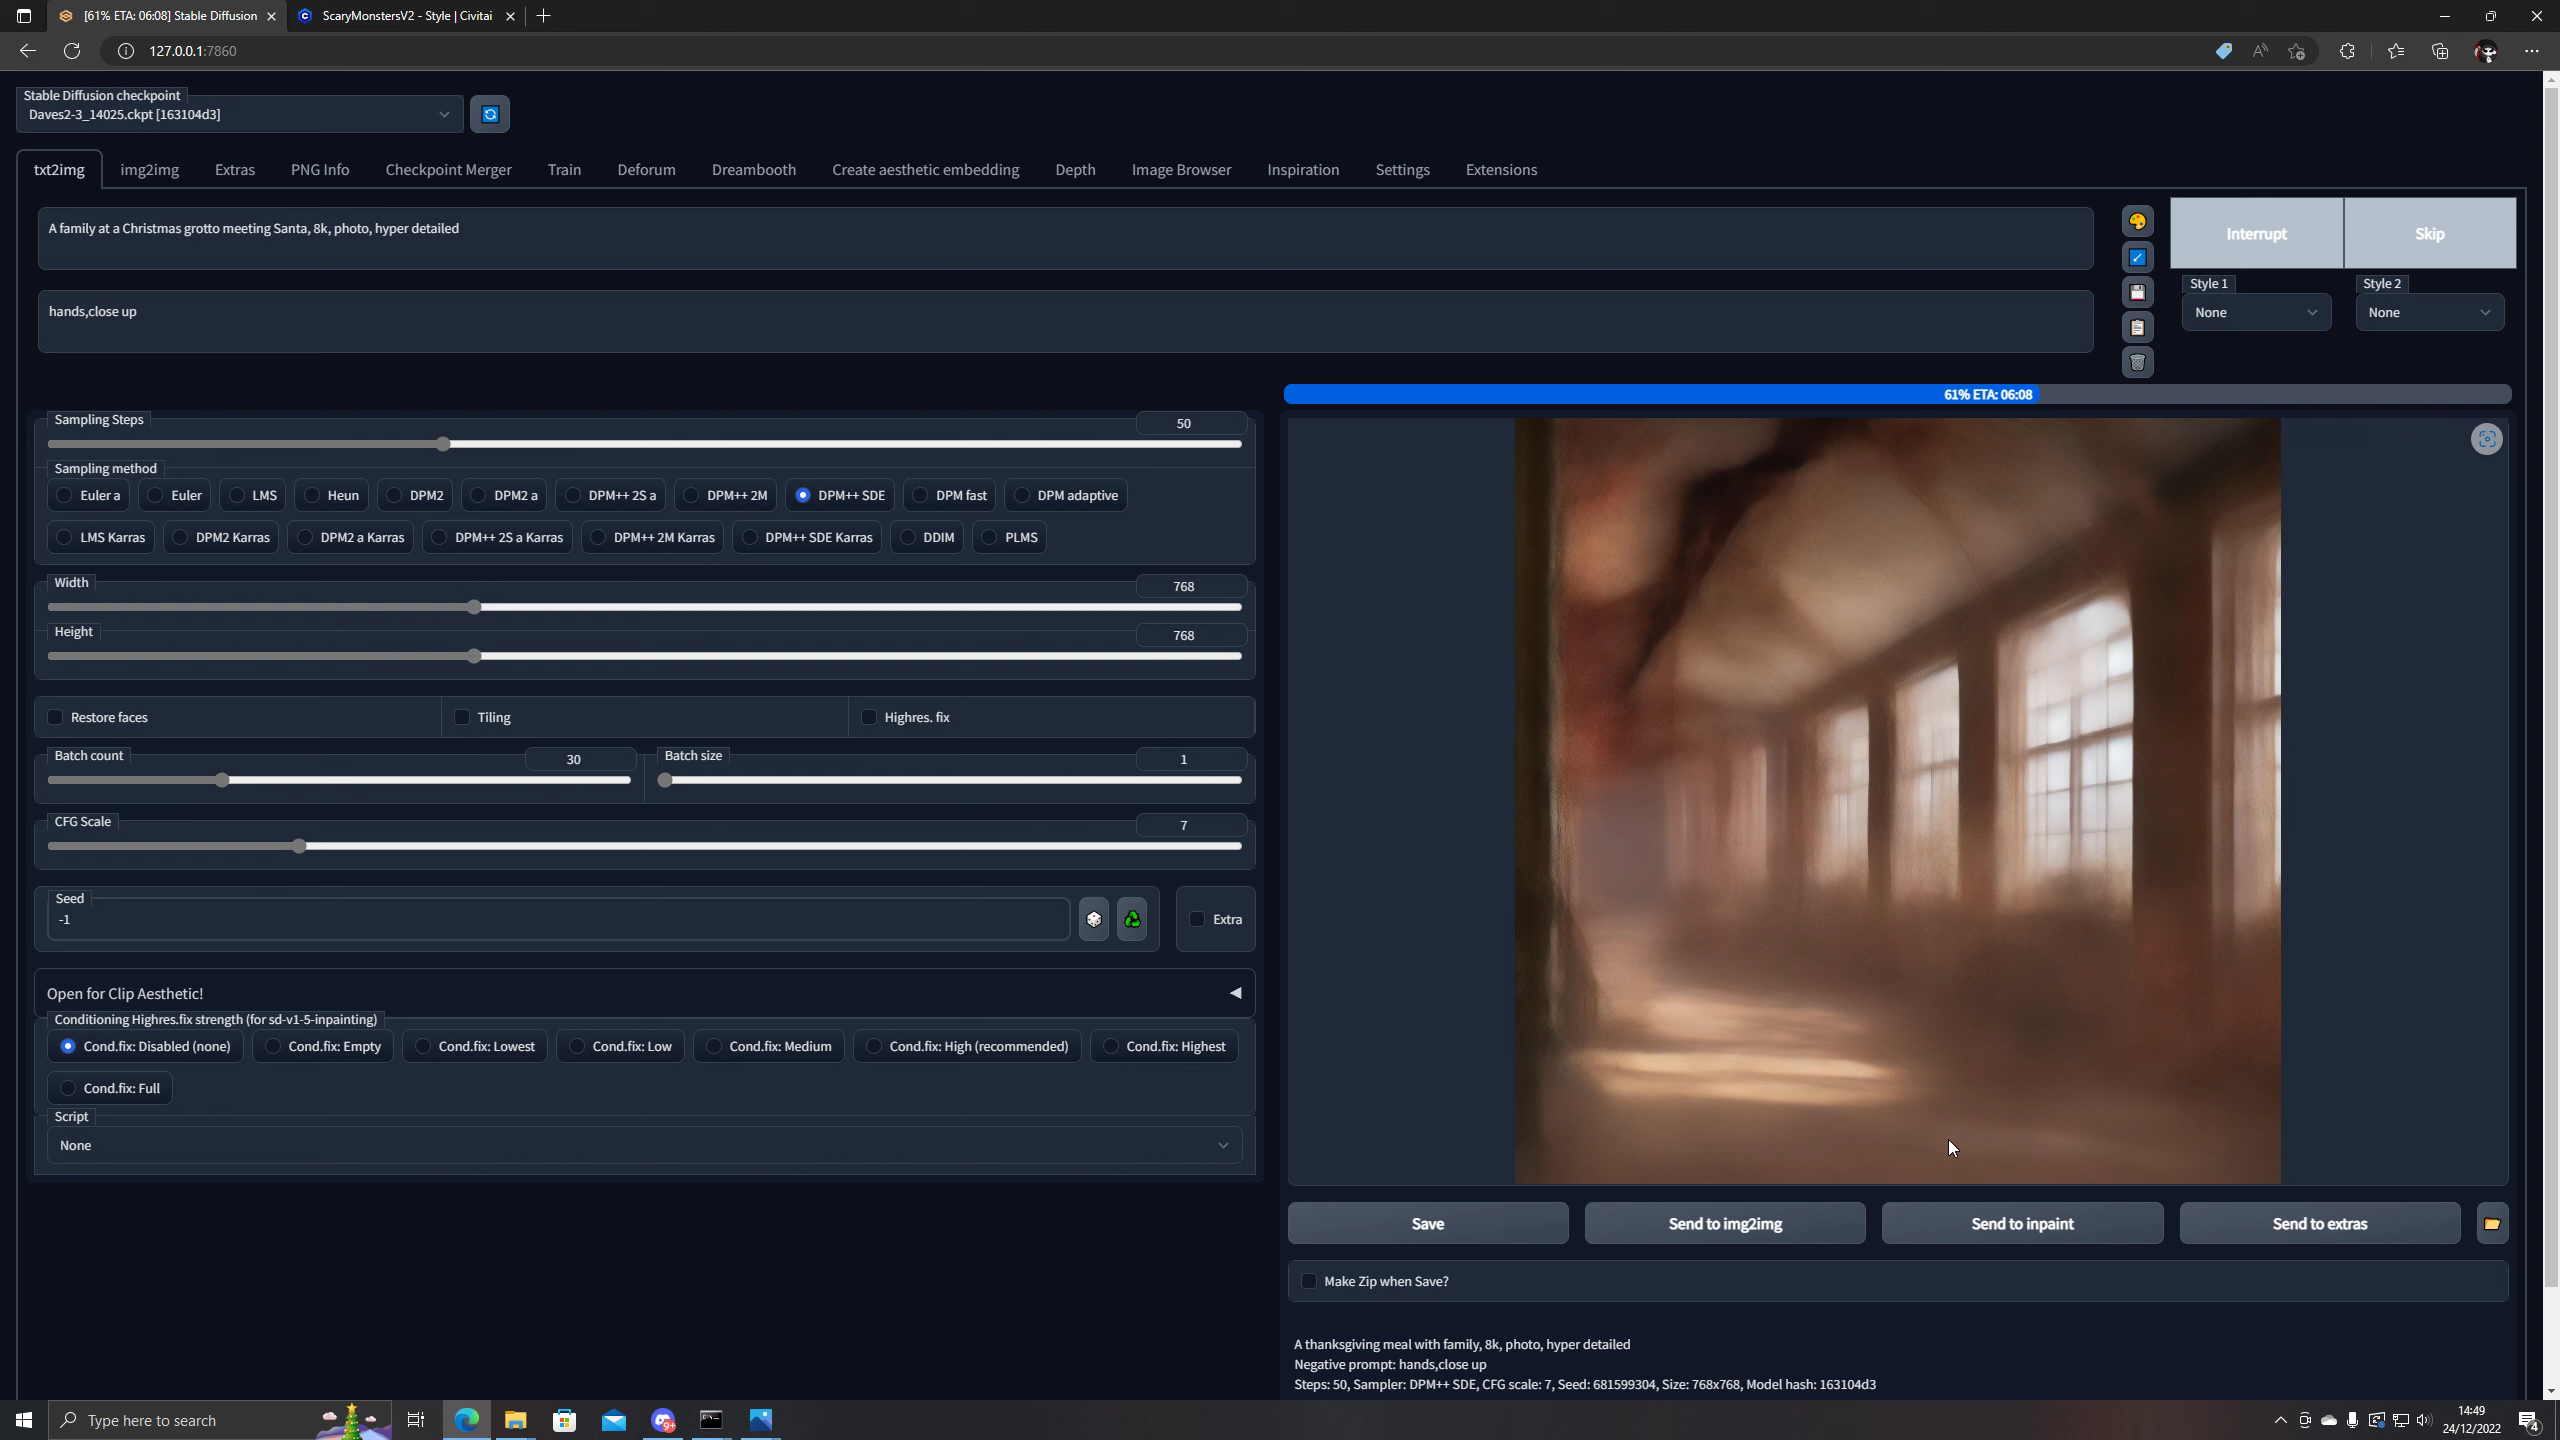 [61% ETA: 06:08] Stable Diffusion
ScaryMonstersV2 - Style | Civitai
127.0.0.1:7860
Stable Diffusion checkpoint
Daves2-3_14025.ckpt [163104d3]
txt2img img2img Extras PNG Info Checkpoint Merger Train Deforum Dreambooth Create aesthetic embedding Depth Image Browser Inspiration Settings Extensions
A family at a Christmas grotto meeting Santa, 8k, photo, hyper detailed
Interrupt Skip
Style 1 Style 2
None None
hands,close up
61% ETA: 06:08
Sampling Steps 50
Sampling method
Euler a Euler LMS Heun DPM2 DPM2 a DPM++ 2S a DPM++ 2M DPM++ SDE DPM fast DPM adaptive
LMS Karras DPM2 Karras DPM2 a Karras DPM++ 2S a Karras DPM++ 2M Karras DPM++ SDE Karras DDIM PLMS
Width 768
Height 768
Restore faces Tiling Highres. fix
Batch count 30 Batch size 1
CFG Scale 7
Seed
-1
Extra
Open for Clip Aesthetic!
Conditioning Highres.fix strength (for sd-v1-5-inpainting)
Cond.fix: Disabled (none) Cond.fix: Empty Cond.fix: Lowest Cond.fix: Low Cond.fix: Medium Cond.fix: High (recommended) Cond.fix: Highest
Cond.fix: Full
Script
None
Save Send to img2img Send to inpaint Send to extras
Make Zip when Save?
A thanksgiving meal with family, 8k, photo, hyper detailed
Negative prompt: hands,close up
Steps: 50, Sampler: DPM++ SDE, CFG scale: 7, Seed: 681599304, Size: 768x768, Model hash: 163104d3
Type here to search
9+
14:49
24/12/2022
4